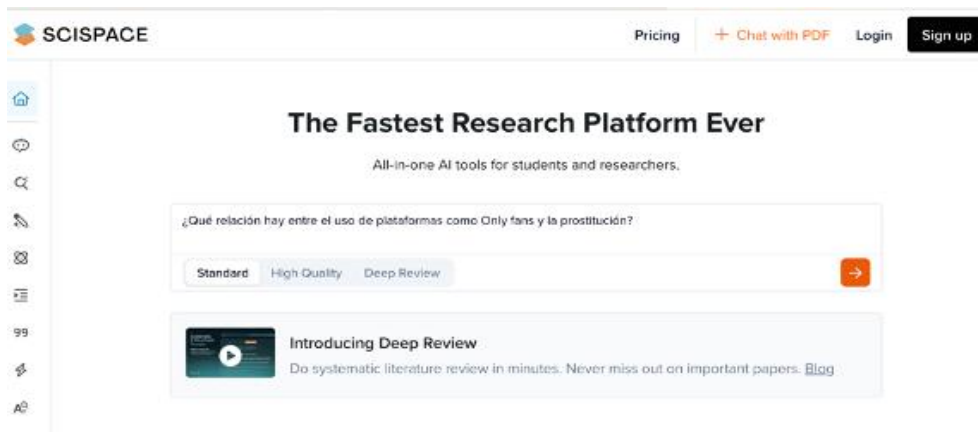 SCISPACE
Pricing
+ Chat with PDF
Login
Sign up
The Fastest Research Platform Ever
All-in-one AI tools for students and researchers.
¿Qué relación hay entre el uso de plataformas como Only fans y la prostitución?
Standard High Quality Deep Review
Introducing Deep Review
Do systematic literature review in minutes. Never miss out on important papers. Blog